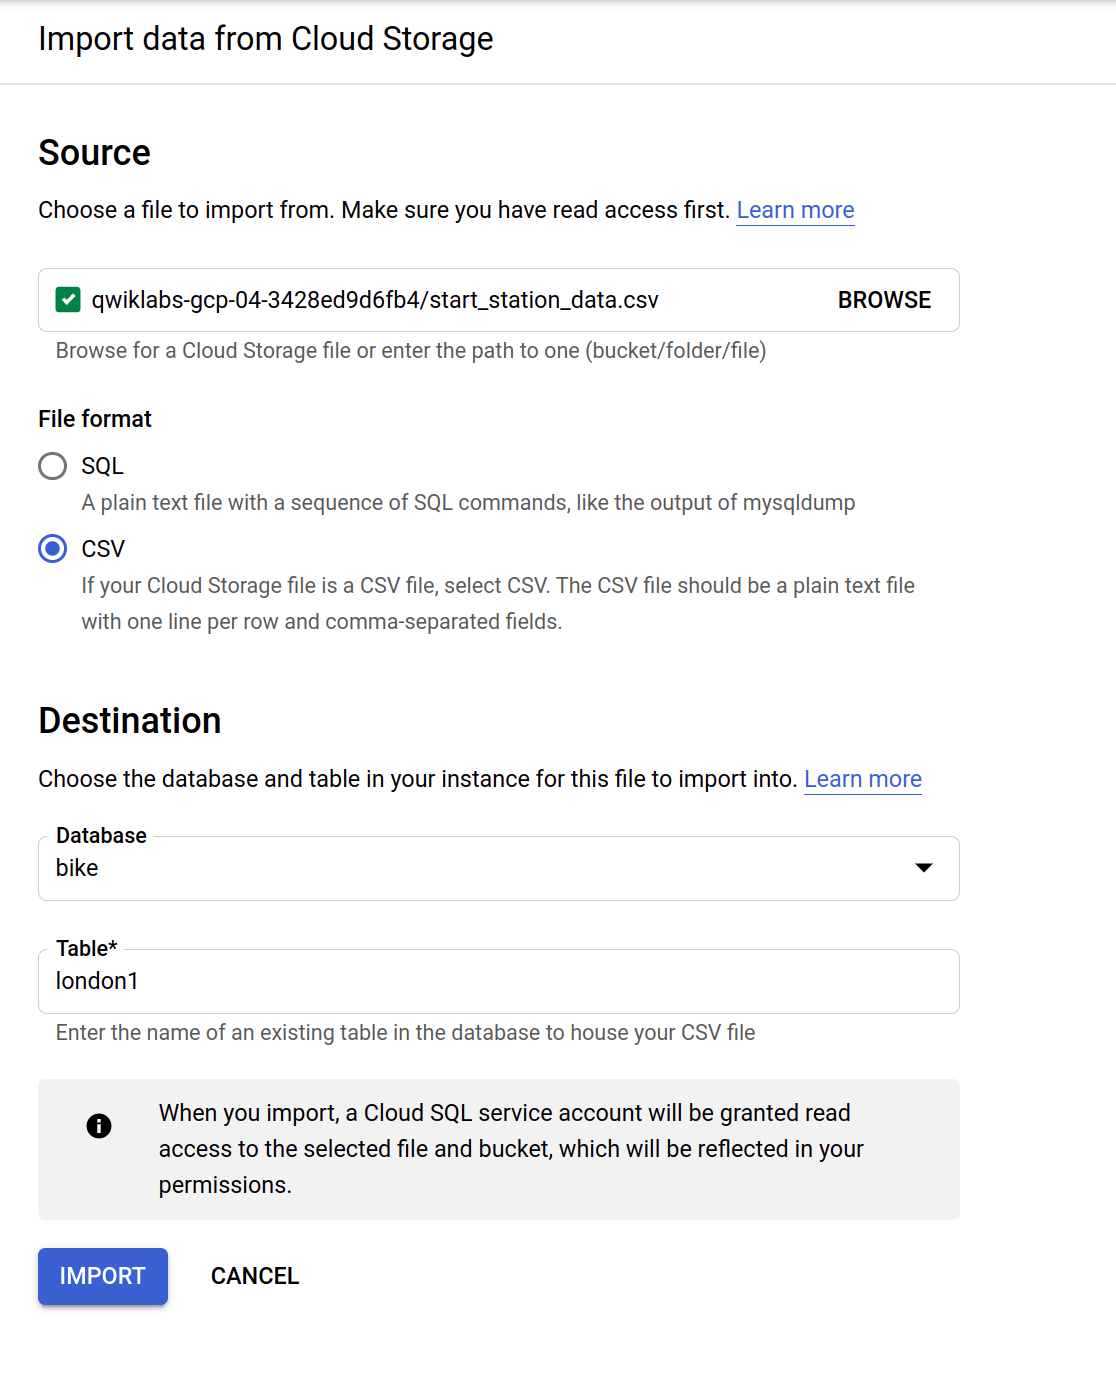 Import data from Cloud Storage
Source
Choose a file to import from. Make sure you have read access first. Learn more
qwiklabs-gcp-04-3428ed9d6fb4/start_station_data.csv BROWSE
Browse for a Cloud Storage file or enter the path to one (bucket/folder/file)
File format
SQL
A plain text file with a sequence of SQL commands, like the output of mysqldump
CSV
If your Cloud Storage file is a CSV file, select CSV. The CSV file should be a plain text file
with one line per row and comma-separated fields.
Destination
Choose the database and table in your instance for this file to import into. Learn more
Database
bike
Table*
london1
Enter the name of an existing table in the database to house your CSV file
When you import, a Cloud SQL service account will be granted read
access to the selected file and bucket, which will be reflected in your
permissions.
IMPORT CANCEL